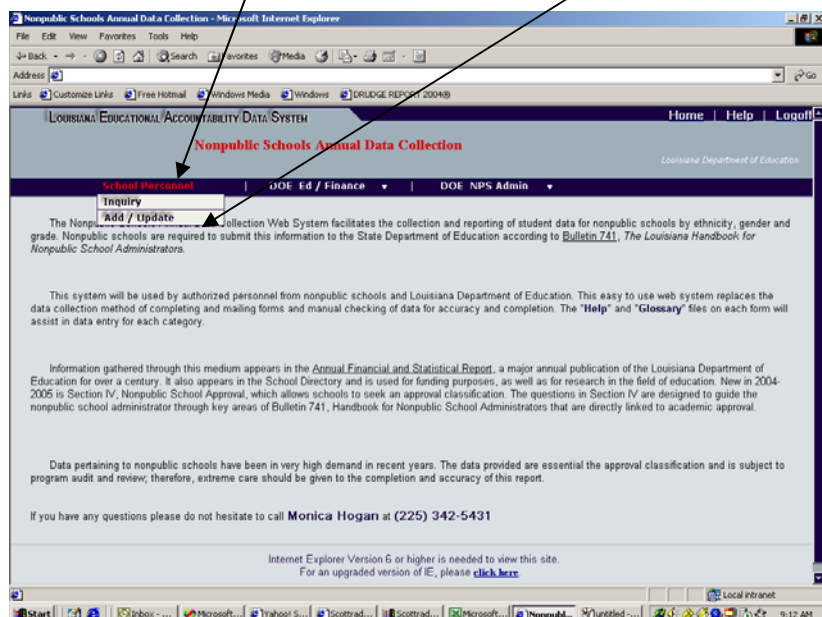 Nonpublic Schools Annual Data Collection - Microsoft Internet Explorer
File Edit View Favorites Tools Help
Back Search Favorites Media
Address Go
Links Customize Links Free Hotmail Windows Media Windows DRUDGE REPORT 2004®
LOUISIANA EDUCATIONAL ACCOUNTABILITY DATA SYSTEM Home | Help | Logoff
Nonpublic Schools Annual Data Collection
Louisiana Department of Education
School Personnel | DOE Ed / Finance | DOE NPS Admin
Inquiry
Add / Update
The Nonp Collection Web System facilitates the collection and reporting of student data for nonpublic schools by ethnicity, gender and
grade. Nonpublic schools are required to submit this information to the State Department of Education according to Bulletin 741, The Louisiana Handbook for
Nonpublic School Administrators.
This system will be used by authorized personnel from nonpublic schools and Louisiana Department of Education. This easy to use web system replaces the
data collection method of completing and mailing forms and manual checking of data for accuracy and completion. The "Help" and "Glossary" files on each form will
assist in data entry for each category.
Information gathered through this medium appears in the Annual Financial and Statistical Report, a major annual publication of the Louisiana Department of
Education for over a century. It also appears in the School Directory and is used for funding purposes, as well as for research in the field of education. New in 2004-
2005 is Section IV, Nonpublic School Approval, which allows schools to seek an approval classification. The questions in Section IV are designed to guide the
nonpublic school administrator through key areas of Bulletin 741, Handbook for Nonpublic School Administrators that are directly linked to academic approval.
Data pertaining to nonpublic schools have been in very high demand in recent years. The data provided are essential the approval classification and is subject to
program audit and review; therefore, extreme care should be given to the completion and accuracy of this report.
If you have any questions please do not hesitate to call Monica Hogan at (225) 342-5431
Internet Explorer Version 6 or higher is needed to view this site.
For an upgraded version of IE, please click here.
Local intranet
Start Inbox - ... Microsoft... Yahoo! S... Scottrad... Scottrad... Microsoft... Nonpubl... untitled -... 9:12 AM